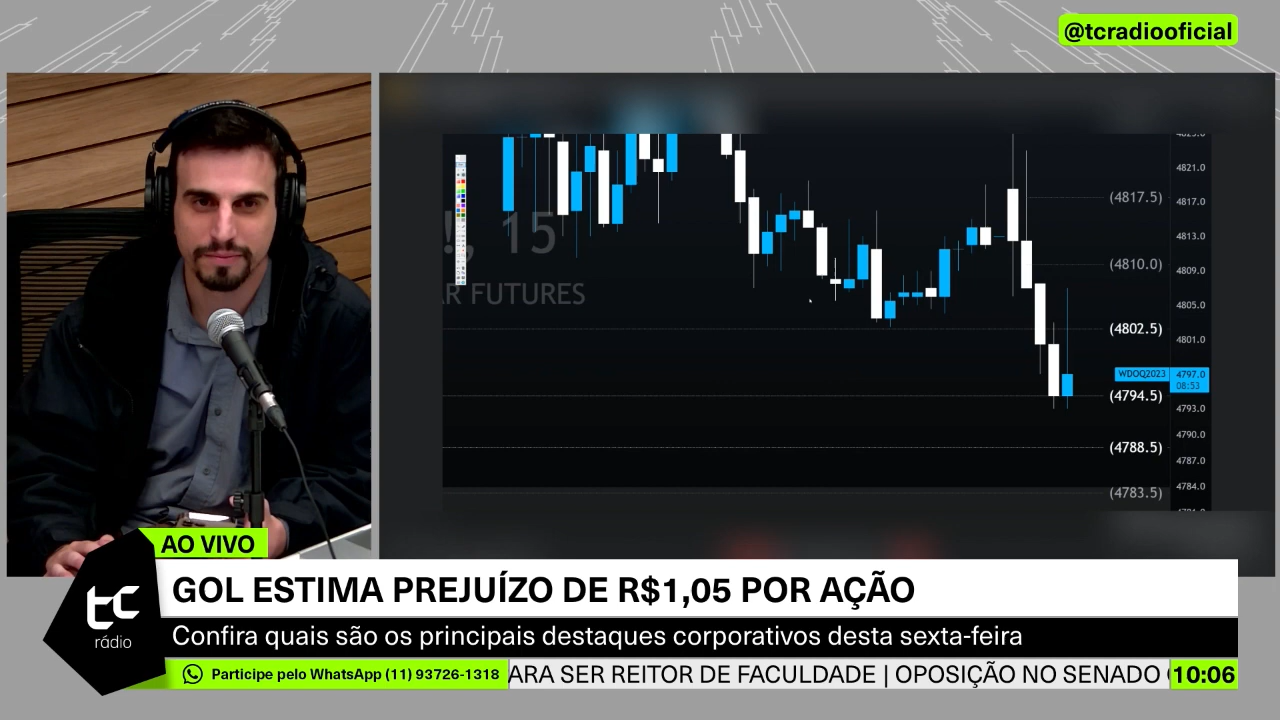 @tcradiooficial
!, 15
R FUTURES
4821.0
(4817.5)
4817.0
4813.0
(4810.0)
4809.0
4805.0
(4802.5)
4801.0
WDOQ2023 4797.0
08:53
(4794.5)
4793.0
4790.0
(4788.5)
4787.0
4784.0
(4783.5)
AO VIVO
GOL ESTIMA PREJUÍZO DE R$1,05 POR AÇÃO
tc
rádio
Confira quais são os principais destaques corporativos desta sexta-feira
Participe pelo WhatsApp (11) 93726-1318
ARA SER REITOR DE FACULDADE | OPOSIÇÃO NO SENADO
10:06